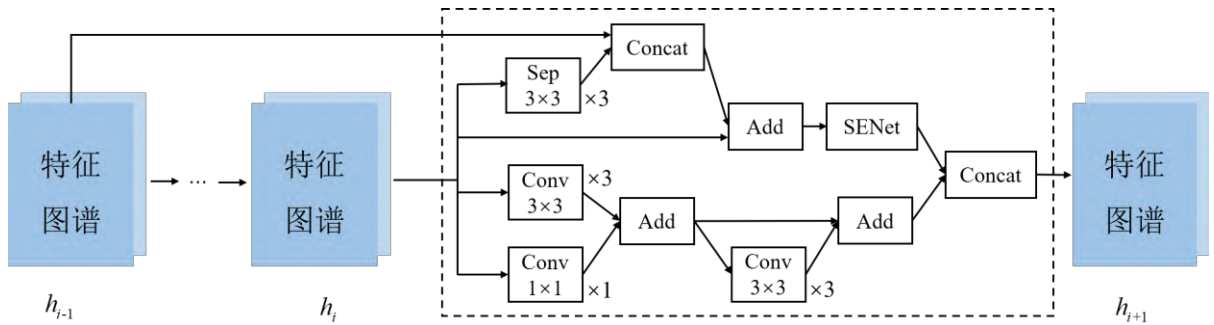 Concat
Sep
3×3
×3
Add
SENet
特征
图谱
...
特征
图谱
Conv
3×3
×3
Add
Add
Concat
特征
图谱
Conv
1×1
×1
Conv
3×3
×3
h_{i-1}
h_i
h_{i+1}